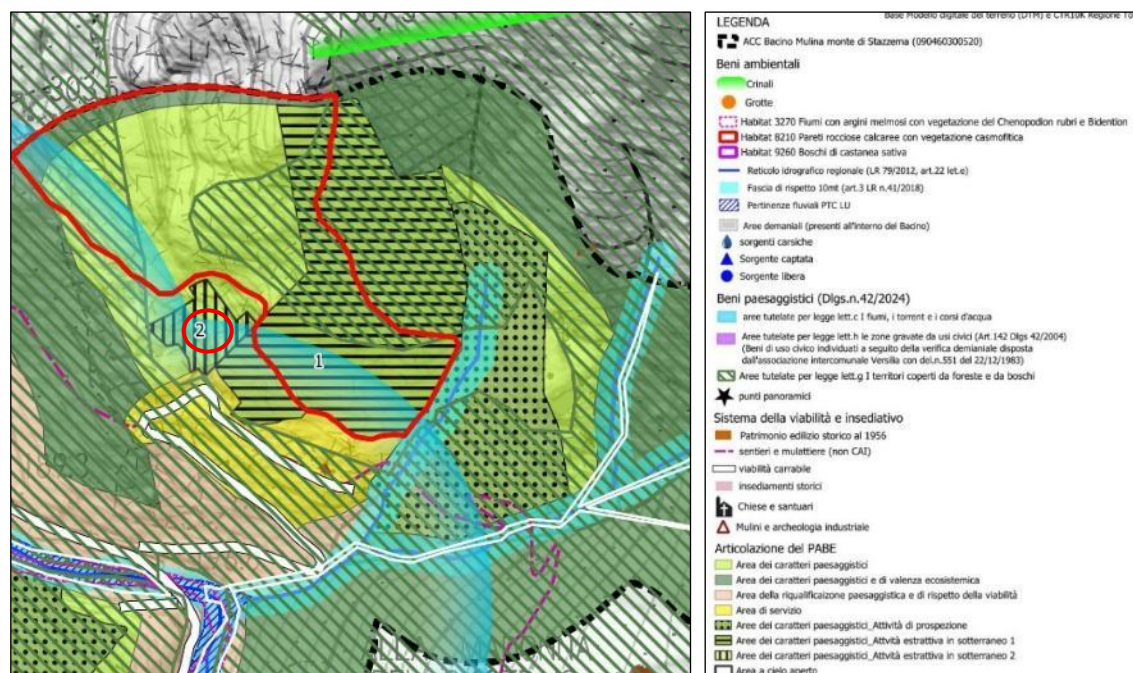 303
2
1
Base Modello digitale del terreno (DTM) e CTR10K Regione To
LEGENDA
ACC Bacino Mulina monte di Stazzema (090460300520)
Beni ambientali
Crinali
Grotte
Habitat 3270 Fiumi con argini melmosi con vegetazione del Chenopodion rubri e Bidention
Habitat 8210 Pareti rocciose calcaree con vegetazione casmofitica
Habitat 9260 Boschi di castanea sativa
Reticolo idrografico regionale (LR 79/2012, art.22 let.e)
Fascia di rispetto 10mt (art.3 LR n.41/2018)
Pertinenze fluviali PTC LU
Aree demaniali (presenti all'interno del Bacino)
sorgenti carsiche
Sorgente captata
Sorgente libera
Beni paesaggistici (Dlgs.n.42/2024)
aree tutelate per legge lett.c I fiumi, i torrent e i corsi d'acqua
Aree tutelate per legge lett.h le zone gravate da usi civici (Art.142 Dlgs 42/2004)
(Beni di uso civico individuati a seguito della verifica demianiale disposta
dall'associazione intercomunale Versilia con del.n.551 del 22/12/1983)
Aree tutelate per legge lett.g I territori coperti da foreste e da boschi
punti panoramici
Sistema della viabilità e insediativo
Patrimonio edilizio storico al 1956
sentieri e mulattiere (non CAI)
viabilità carrabile
insediamenti storici
Chiese e santuari
Mulini e archeologia industriale
Articolazione del PABE
Area dei caratteri paesaggistici
Area dei caratteri paesaggistici e di valenza ecosistemica
Area della riqualificaizone paesaggistica e di rispetto della viabilità
Area di servizio
Aree dei caratteri paesaggistici_Attività di prospezione
Aree dei caratteri paesaggistici_Attvità estrattiva in sotterraneo 1
Aree dei caratteri paesaggistici_Attvità estrattiva in sotterraneo 2
Area a cielo aperto